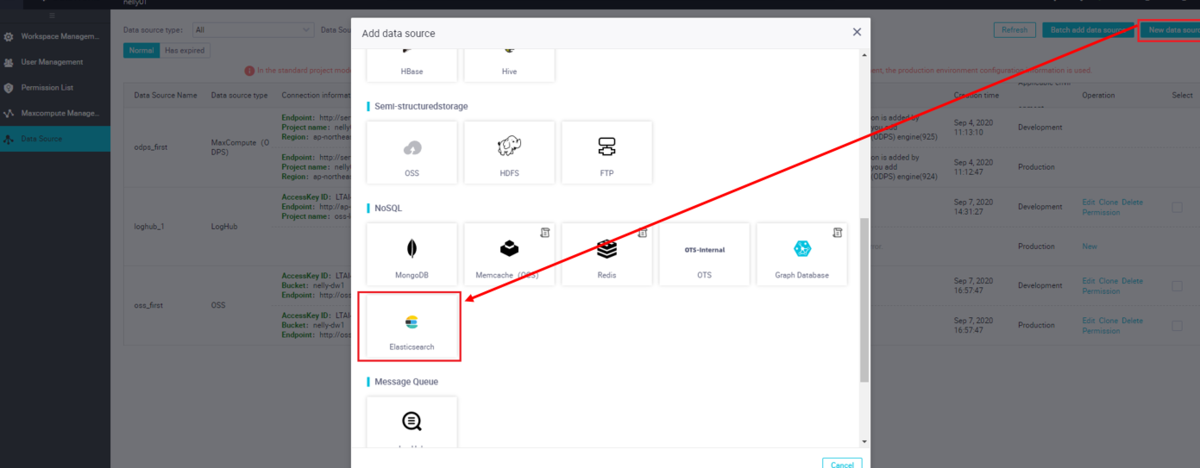 nelly01
Data source type： All Data Sou
Refresh Batch add data source New data sourc
Normal Has expired
Workspace Managem...
User Management
Permission List
Maxcompute Manage...
Data Source
In the standard project mod
ent, the production environment configuration information is used.
Data Source Name Data source type Connection informat
Creation time Operation Select
odps_first
MaxCompute（O
DPS）
Endpoint: http://ser
Project name: nelly
Region: ap-northeas
on is added by
you add
(ODPS) engine(925)
Sep 4, 2020
11:13:10
Development
Endpoint: http://ser
Project name: nelly
Region: ap-northeas
on is added by
you add
(ODPS) engine(924)
Sep 4, 2020
11:12:47
Production
loghub_1
LogHub
AccessKey ID: LTAI
Endpoint: http://ap-
Project name: oss-l
Sep 7, 2020
14:31:27
Development
Edit Clone Delete
Permission
Production
New
oss_first
OSS
AccessKey ID: LTAI
Bucket: nelly-dw1
Endpoint: http://oss
Sep 7, 2020
16:57:47
Development
Edit Clone Delete
Permission
AccessKey ID: LTAI
Bucket: nelly-dw1
Endpoint: http://oss
Sep 7, 2020
16:57:47
Production
Edit Clone Delete
Permission
Add data source
HBase Hive
Semi-structuredstorage
OSS HDFS FTP
NoSQL
MongoDB Memcache（OCS） Redis OTS-Internal OTS Graph Database
Elasticsearch
Message Queue
Cancel